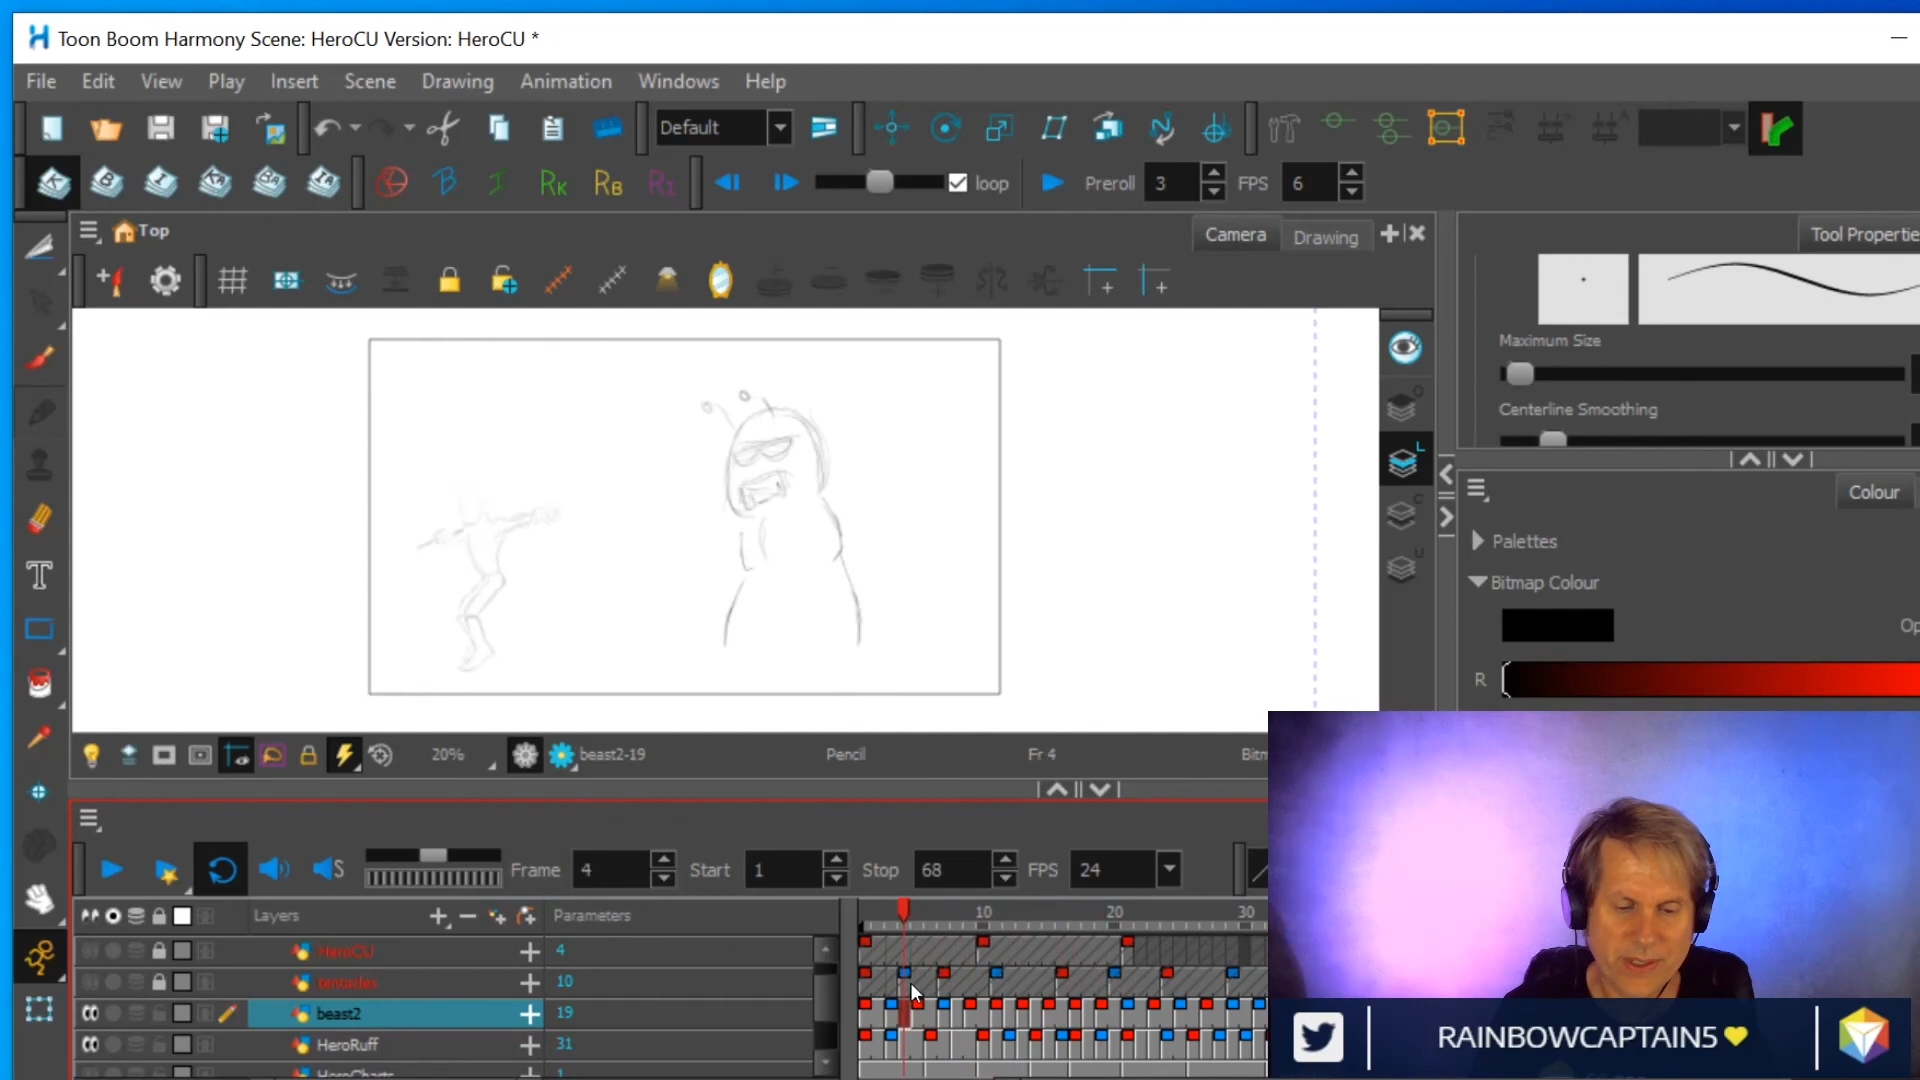 Toon Boom Harmony Scene: HeroCU Version: HeroCU *
File Edit View Play Insert Scene Drawing Animation Windows Help
Default
loop Preroll 3 FPS 6
Top Camera Drawing Tool Propertie
Maximum Size
Centerline Smoothing
Colour
Palettes
Bitmap Colour
R
20% beast2-19 Pencil Fr 4
Frame 4 Start 1 Stop 68 FPS 24
Layers Parameters 10 20 30
HeroCU 4
tentacles 10
beast2 19
HeroRuff 31
RAINBOWCAPTAIN5